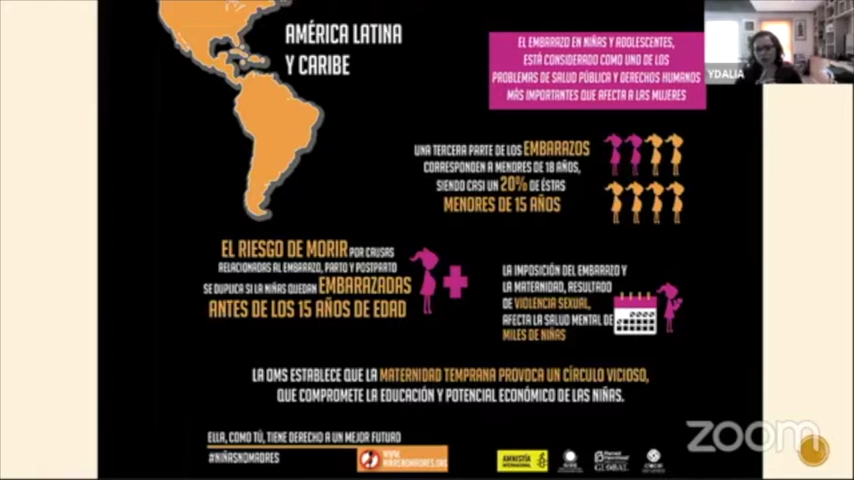 AMÉRICA LATINA
Y CARIBE
EL EMBARAZO EN NIÑAS Y ADOLESCENTES,
ESTÁ CONSIDERADO COMO UNO DE LOS
PROBLEMAS DE SALUD PÚBLICA Y DERECHOS HUMANOS
MÁS IMPORTANTES QUE AFECTA A LAS MUJERES
YDALIA
UNA TERCERA PARTE DE LOS EMBARAZOS
CORRESPONDEN A MENORES DE 18 AÑOS,
SIENDO CASI UN 20% DE ÉSTAS
MENORES DE 15 AÑOS
EL RIESGO DE MORIR POR CAUSAS
RELACIONADAS AL EMBARAZO, PARTO Y POSTPARTO
SE DUPLICA SI LA NIÑAS QUEDAN EMBARAZADAS
ANTES DE LOS 15 AÑOS DE EDAD
LA IMPOSICIÓN DEL EMBARAZO Y
LA MATERNIDAD, RESULTADO
DE VIOLENCIA SEXUAL,
AFECTA LA SALUD MENTAL DE
MILES DE NIÑAS
LA OMS ESTABLECE QUE LA MATERNIDAD TEMPRANA PROVOCA UN CÍRCULO VICIOSO,
QUE COMPROMETE LA EDUCACIÓN Y POTENCIAL ECONÓMICO DE LAS NIÑAS.
ELLA, COMO TÚ, TIENE DERECHO A UN MEJOR FUTURO
#NIÑASNOMADRES
WWW.
NIÑASNOMADRES.ORG
AMNISTÍA
INTERNACIONAL
GLOBAL
zoom